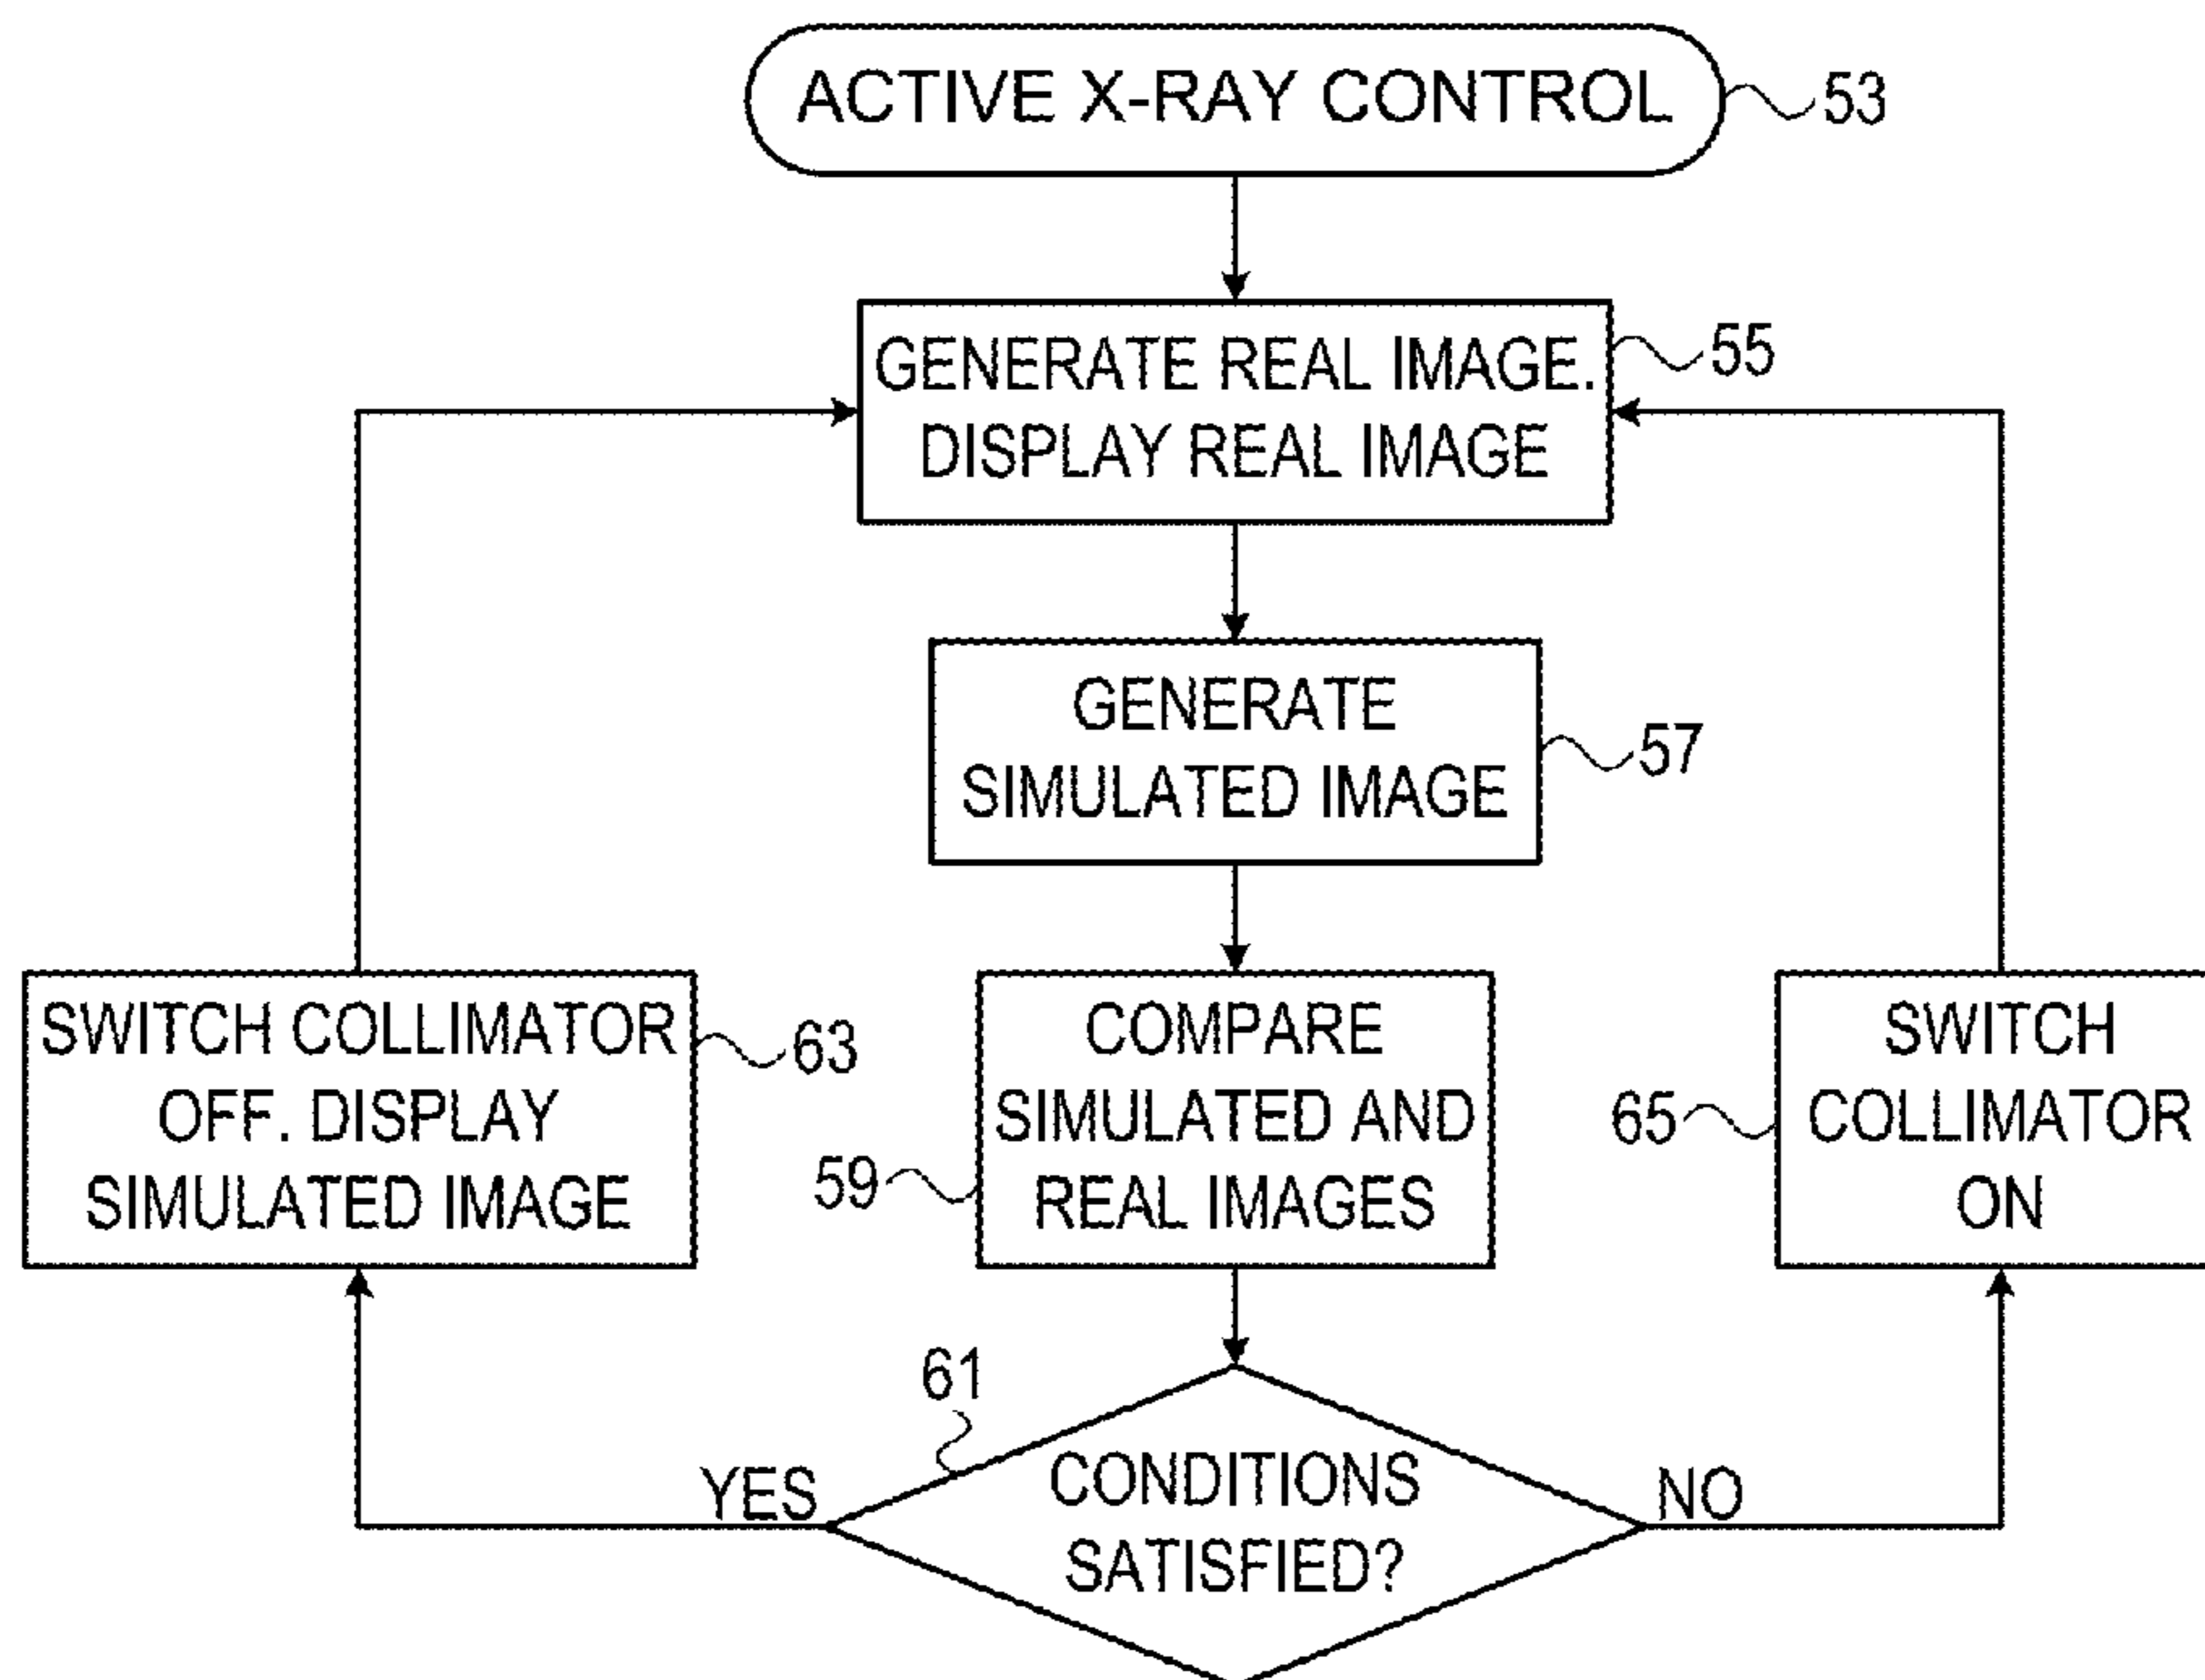 ACTIVE X-RAY CONTROL
53
GENERATE REAL IMAGE.
DISPLAY REAL IMAGE
55
GENERATE
SIMULATED IMAGE
57
SWITCH COLLIMATOR
OFF. DISPLAY
SIMULATED IMAGE
63
COMPARE
SIMULATED AND
REAL IMAGES
59
SWITCH
COLLIMATOR
ON
65
61
CONDITIONS
SATISFIED?
YES
NO